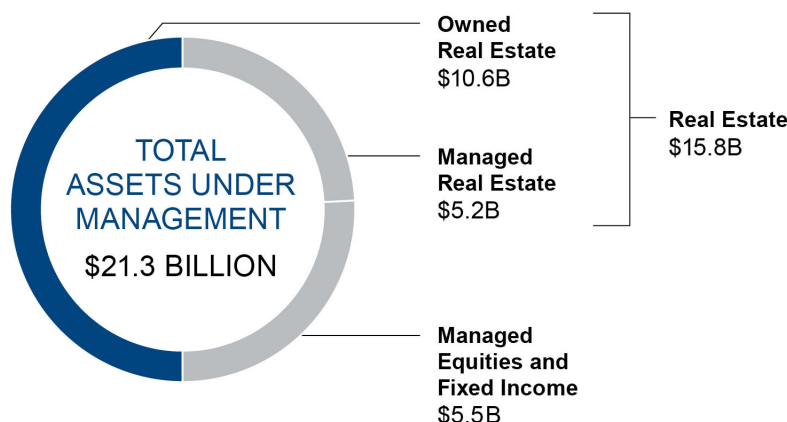 TOTAL
ASSETS UNDER
MANAGEMENT
$21.3 BILLION
Owned
Real Estate
$10.6B
Managed
Real Estate
$5.2B
Real Estate
$15.8B
Managed
Equities and
Fixed Income
$5.5B